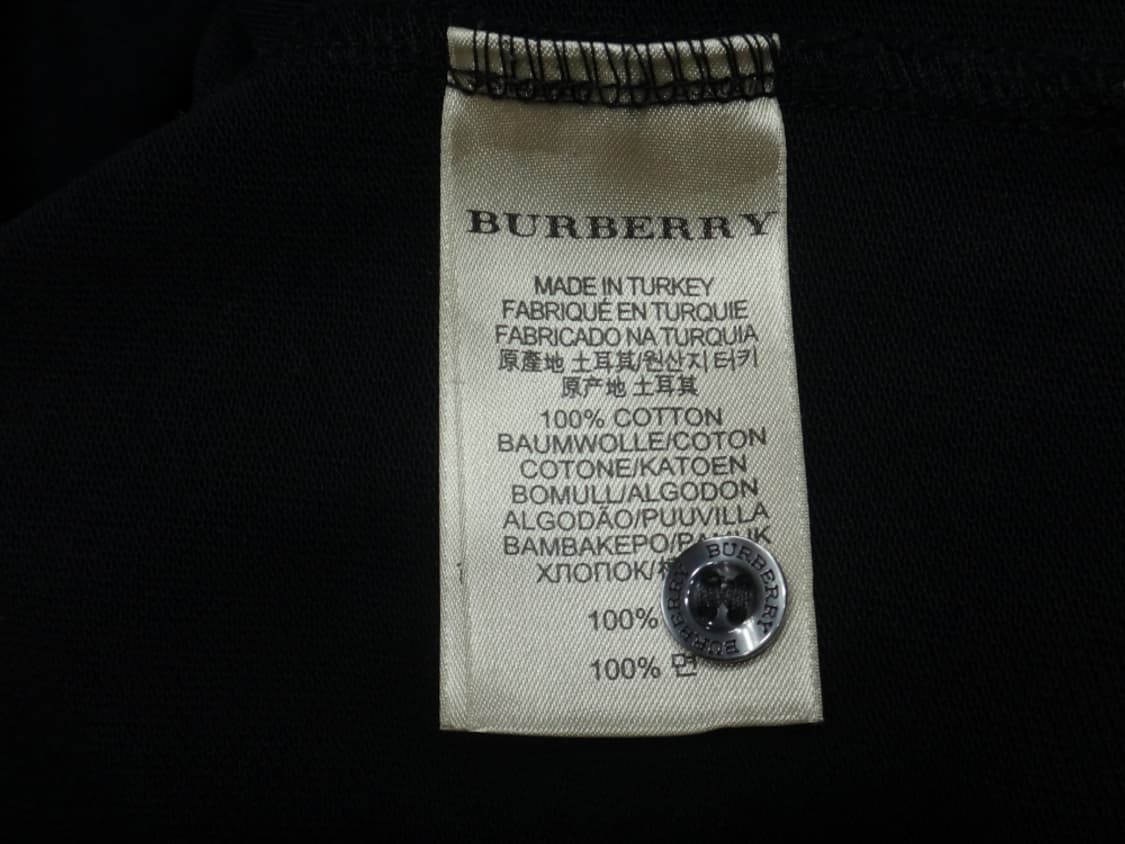 BURBERRY
MADE IN TURKEY
FABRIQUÉ EN TURQUIE
FABRICADO NA TURQUIA
原產地 土耳其/원산지 터키
原产地 土耳其
100% COTTON
BAUMWOLLE/COTON
COTONE/KATOEN
BOMULL/ALGODON
ALGODÃO/PUUVILLA
BAMBAKEPO/
ХЛОПОК/
100%
100% 면
BURBERRY BURBERRY